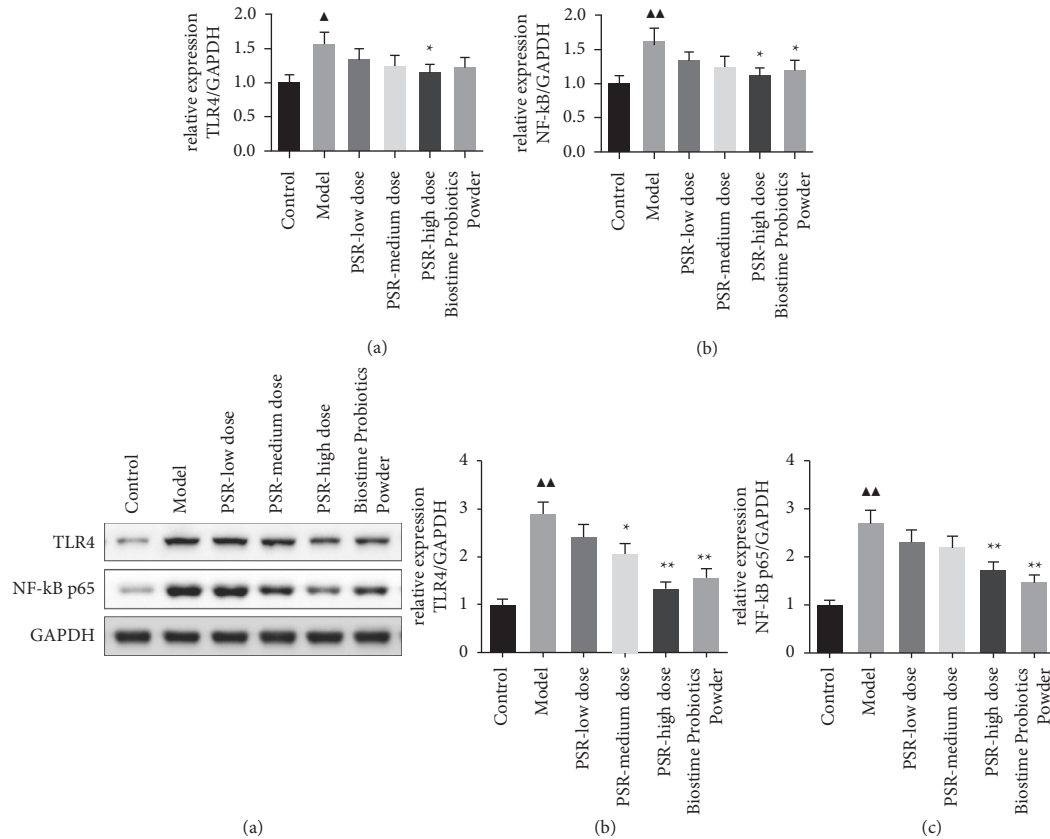 relative expression
TLR4/GAPDH
2.0
1.5
1.0
0.5
0.0
▲
*
Control
Model
PSR-low dose
PSR-medium dose
PSR-high dose
Biostime Probiotics
Powder
(a)
relative expression
NF-kB/GAPDH
2.0
1.5
1.0
0.5
0.0
▲▲
*
*
Control
Model
PSR-low dose
PSR-medium dose
PSR-high dose
Biostime Probiotics
Powder
(b)
Control
Model
PSR-low dose
PSR-medium dose
PSR-high dose
Biostime Probiotics
Powder
TLR4
NF-kB p65
GAPDH
(a)
relative expression
TLR4/GAPDH
4
3
2
1
0
▲▲
*
**
**
Control
Model
PSR-low dose
PSR-medium dose
PSR-high dose
Biostime Probiotics
Powder
(b)
relative expression
NF-kB p65/GAPDH
4
3
2
1
0
▲▲
**
**
Control
Model
PSR-low dose
PSR-medium dose
PSR-high dose
Biostime Probiotics
Powder
(c)